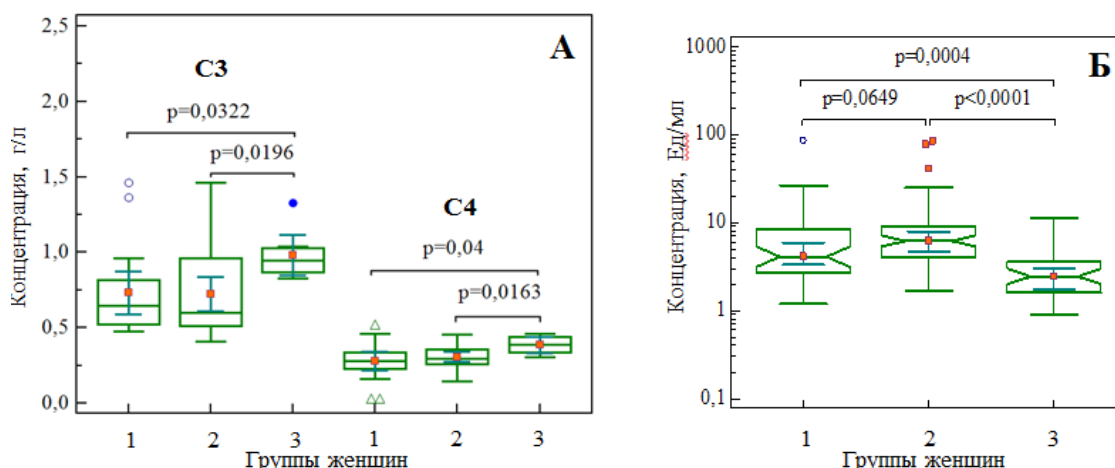 А
C3
p=0,0322
p=0,0196
C4
p=0,04
p=0,0163
Концентрация, г/л
2,5
2,0
1,5
1,0
0,5
0,0
1 2 3 1 2 3
Группы женщин
Б
p=0,0004
p=0,0649 p<0,0001
Концентрация, Ед/мл
1000
100
10
1
0,1
1 2 3
Группы женщин